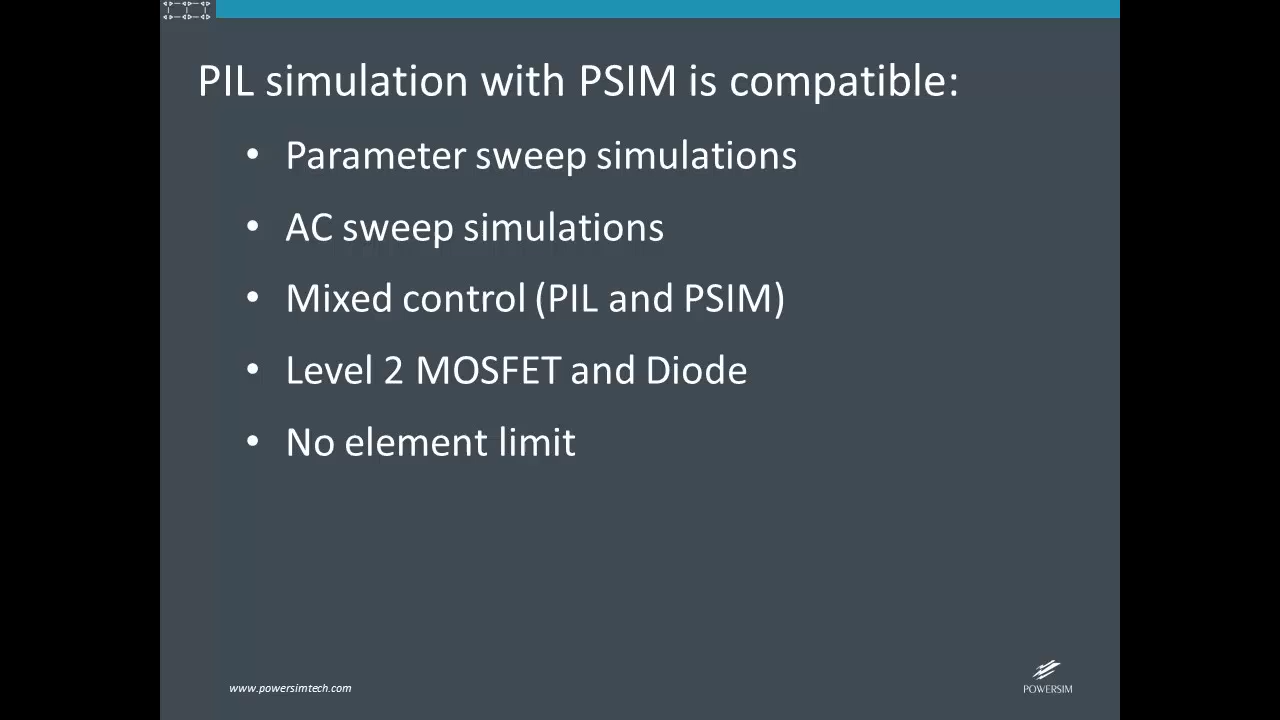 PIL simulation with PSIM is compatible:
• Parameter sweep simulations
• AC sweep simulations
• Mixed control (PIL and PSIM)
• Level 2 MOSFET and Diode
• No element limit
www.powersimtech.com
POWERSIM